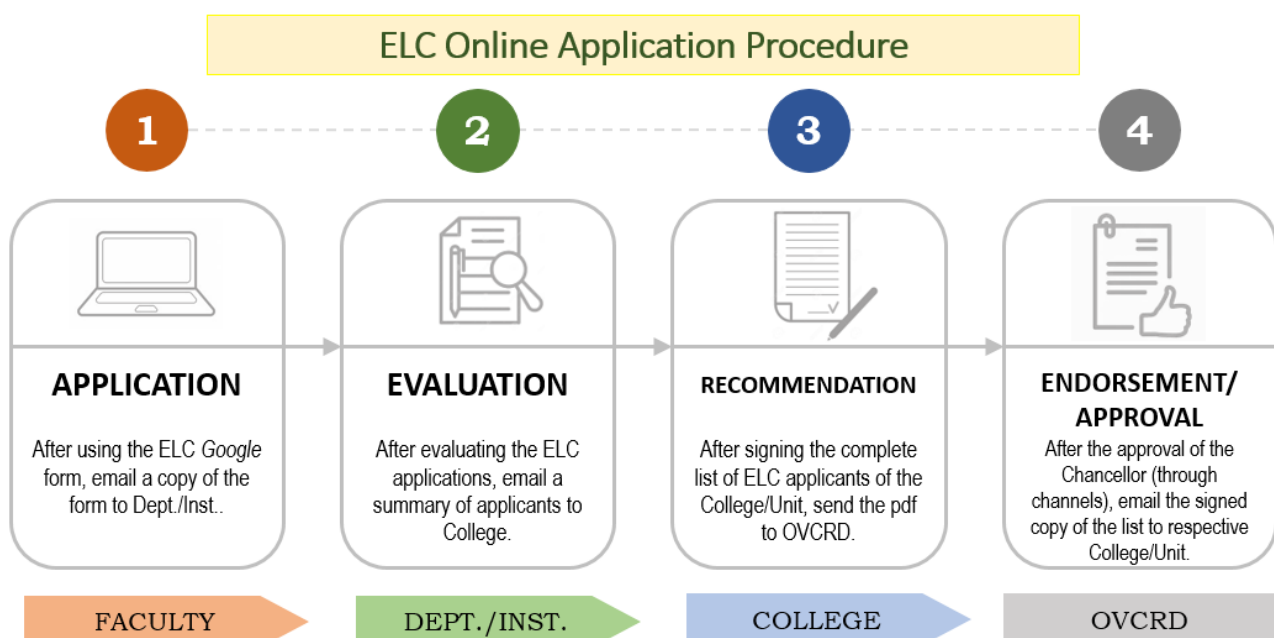 ELC Online Application Procedure
1
2
3
4
APPLICATION
After using the ELC Google
form, email a copy of the
form to Dept./Inst..
EVALUATION
After evaluating the ELC
applications, email a
summary of applicants to
College.
RECOMMENDATION
After signing the complete
list of ELC applicants of the
College/Unit, send the pdf
to OVCRD.
ENDORSEMENT/
APPROVAL
After the approval of the
Chancellor (through
channels), email the signed
copy of the list to respective
College/Unit.
FACULTY
DEPT./INST.
COLLEGE
OVCRD